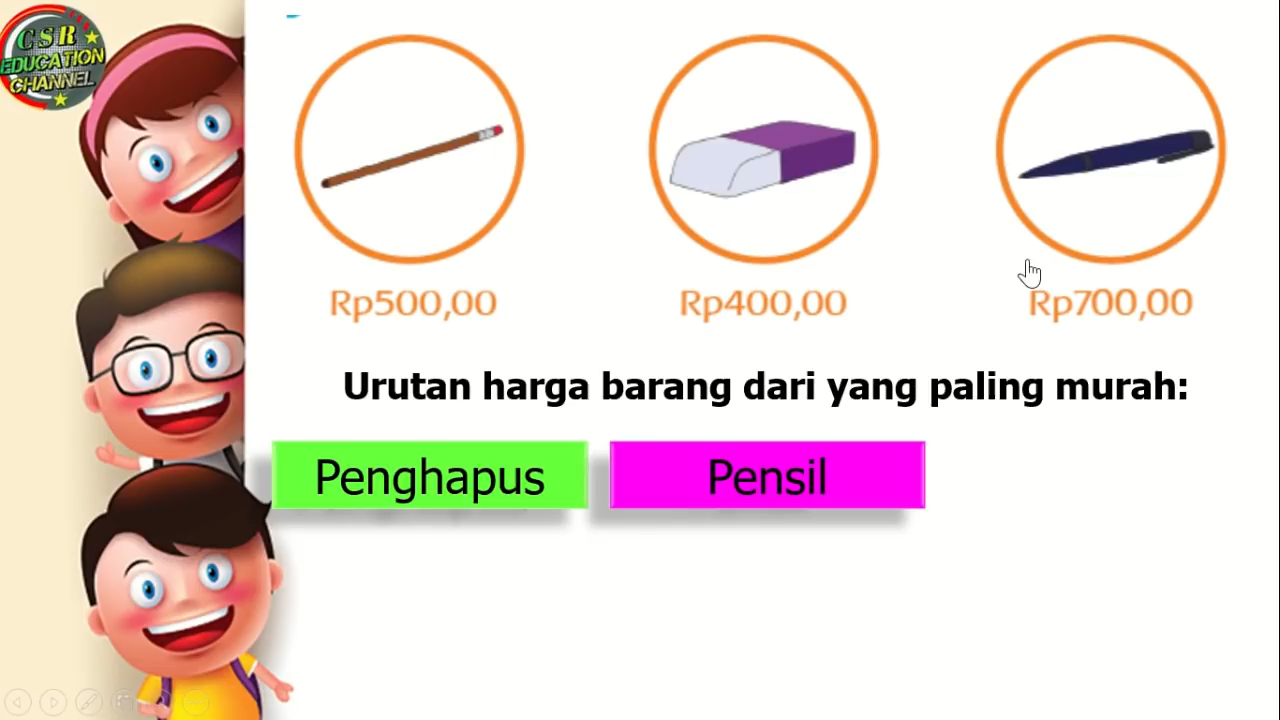 CSR
EDUCATION
CHANNEL
Rp500,00
Rp400,00
Rp700,00
Urutan harga barang dari yang paling murah:
Penghapus
Pensil